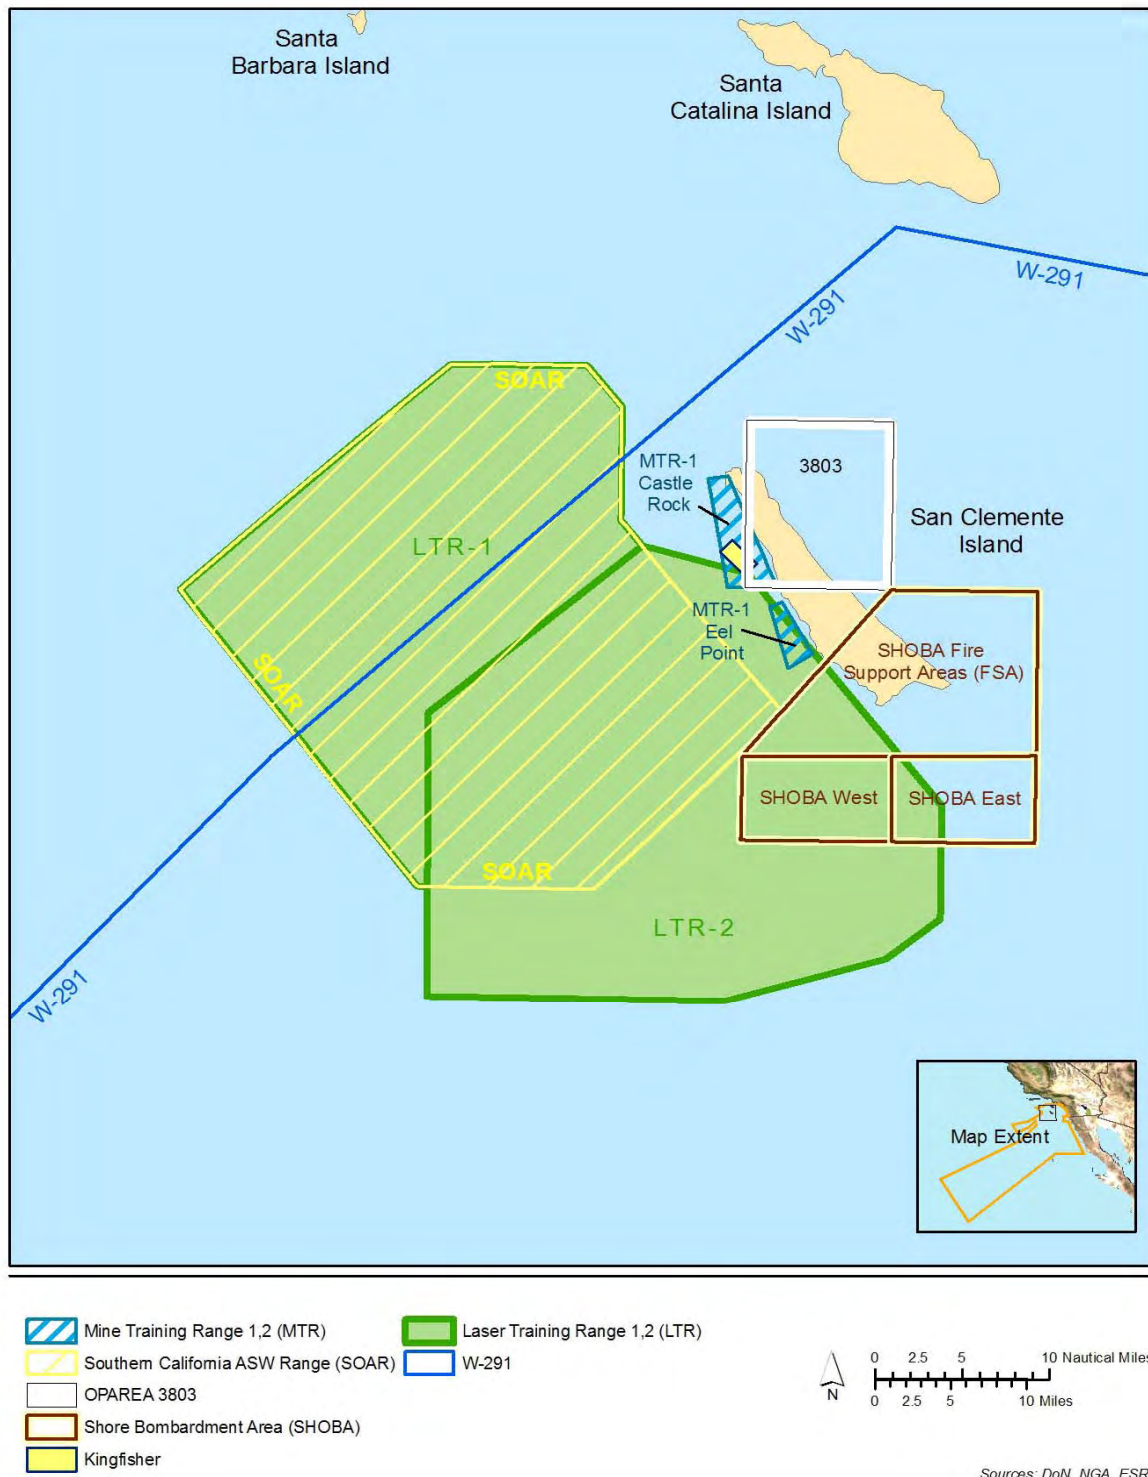 Santa
Barbara Island
Santa
Catalina Island
W-291
W-291
SOAR
MTR-1
Castle
Rock
3803
San Clemente
Island
LTR-1
MTR-1
Eel
Point
SHOBA Fire
Support Areas (FSA)
SOAR
SHOBA West
SHOBA East
SOAR
LTR-2
W-291
Map Extent
Mine Training Range 1,2 (MTR)
Southern California ASW Range (SOAR)
OPAREA 3803
Shore Bombardment Area (SHOBA)
Kingfisher
Laser Training Range 1,2 (LTR)
W-291
N
0 2.5 5 10 Nautical Miles
0 2.5 5 10 Miles
Sources: DoN, NGA, ESR